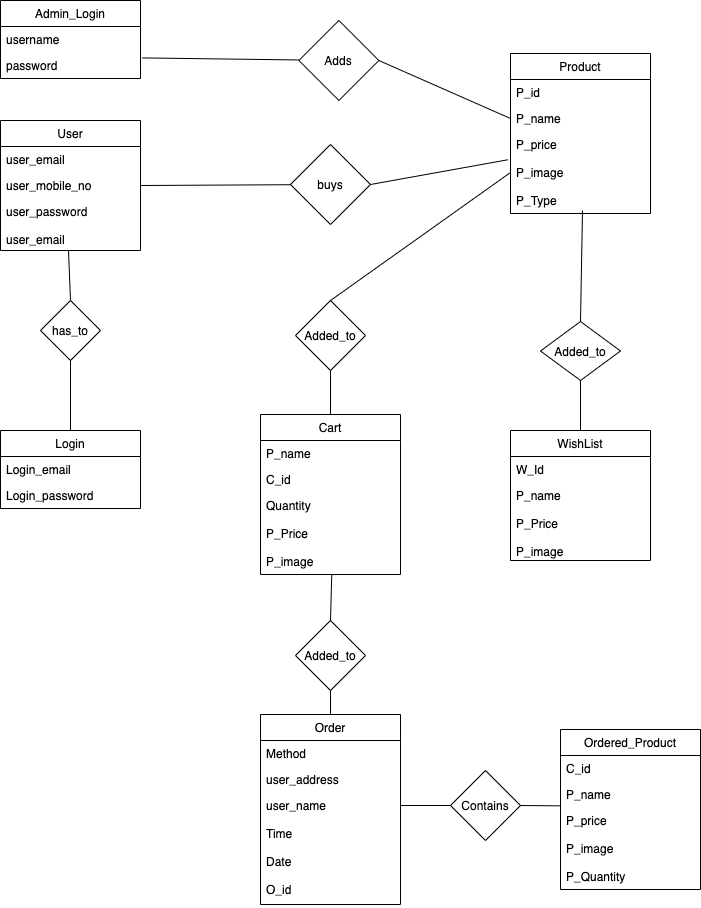 Admin_Login
username
password
Adds
Product
P_id
P_name
P_price
P_image
P_Type
User
user_email
user_mobile_no
user_password
user_email
buys
has_to
Added_to
Added_to
Login
Login_email
Login_password
Cart
P_name
C_id
Quantity
P_Price
P_image
WishList
W_Id
P_name
P_Price
P_image
Added_to
Order
Method
user_address
user_name
Time
Date
O_id
Contains
Ordered_Product
C_id
P_name
P_price
P_image
P_Quantity